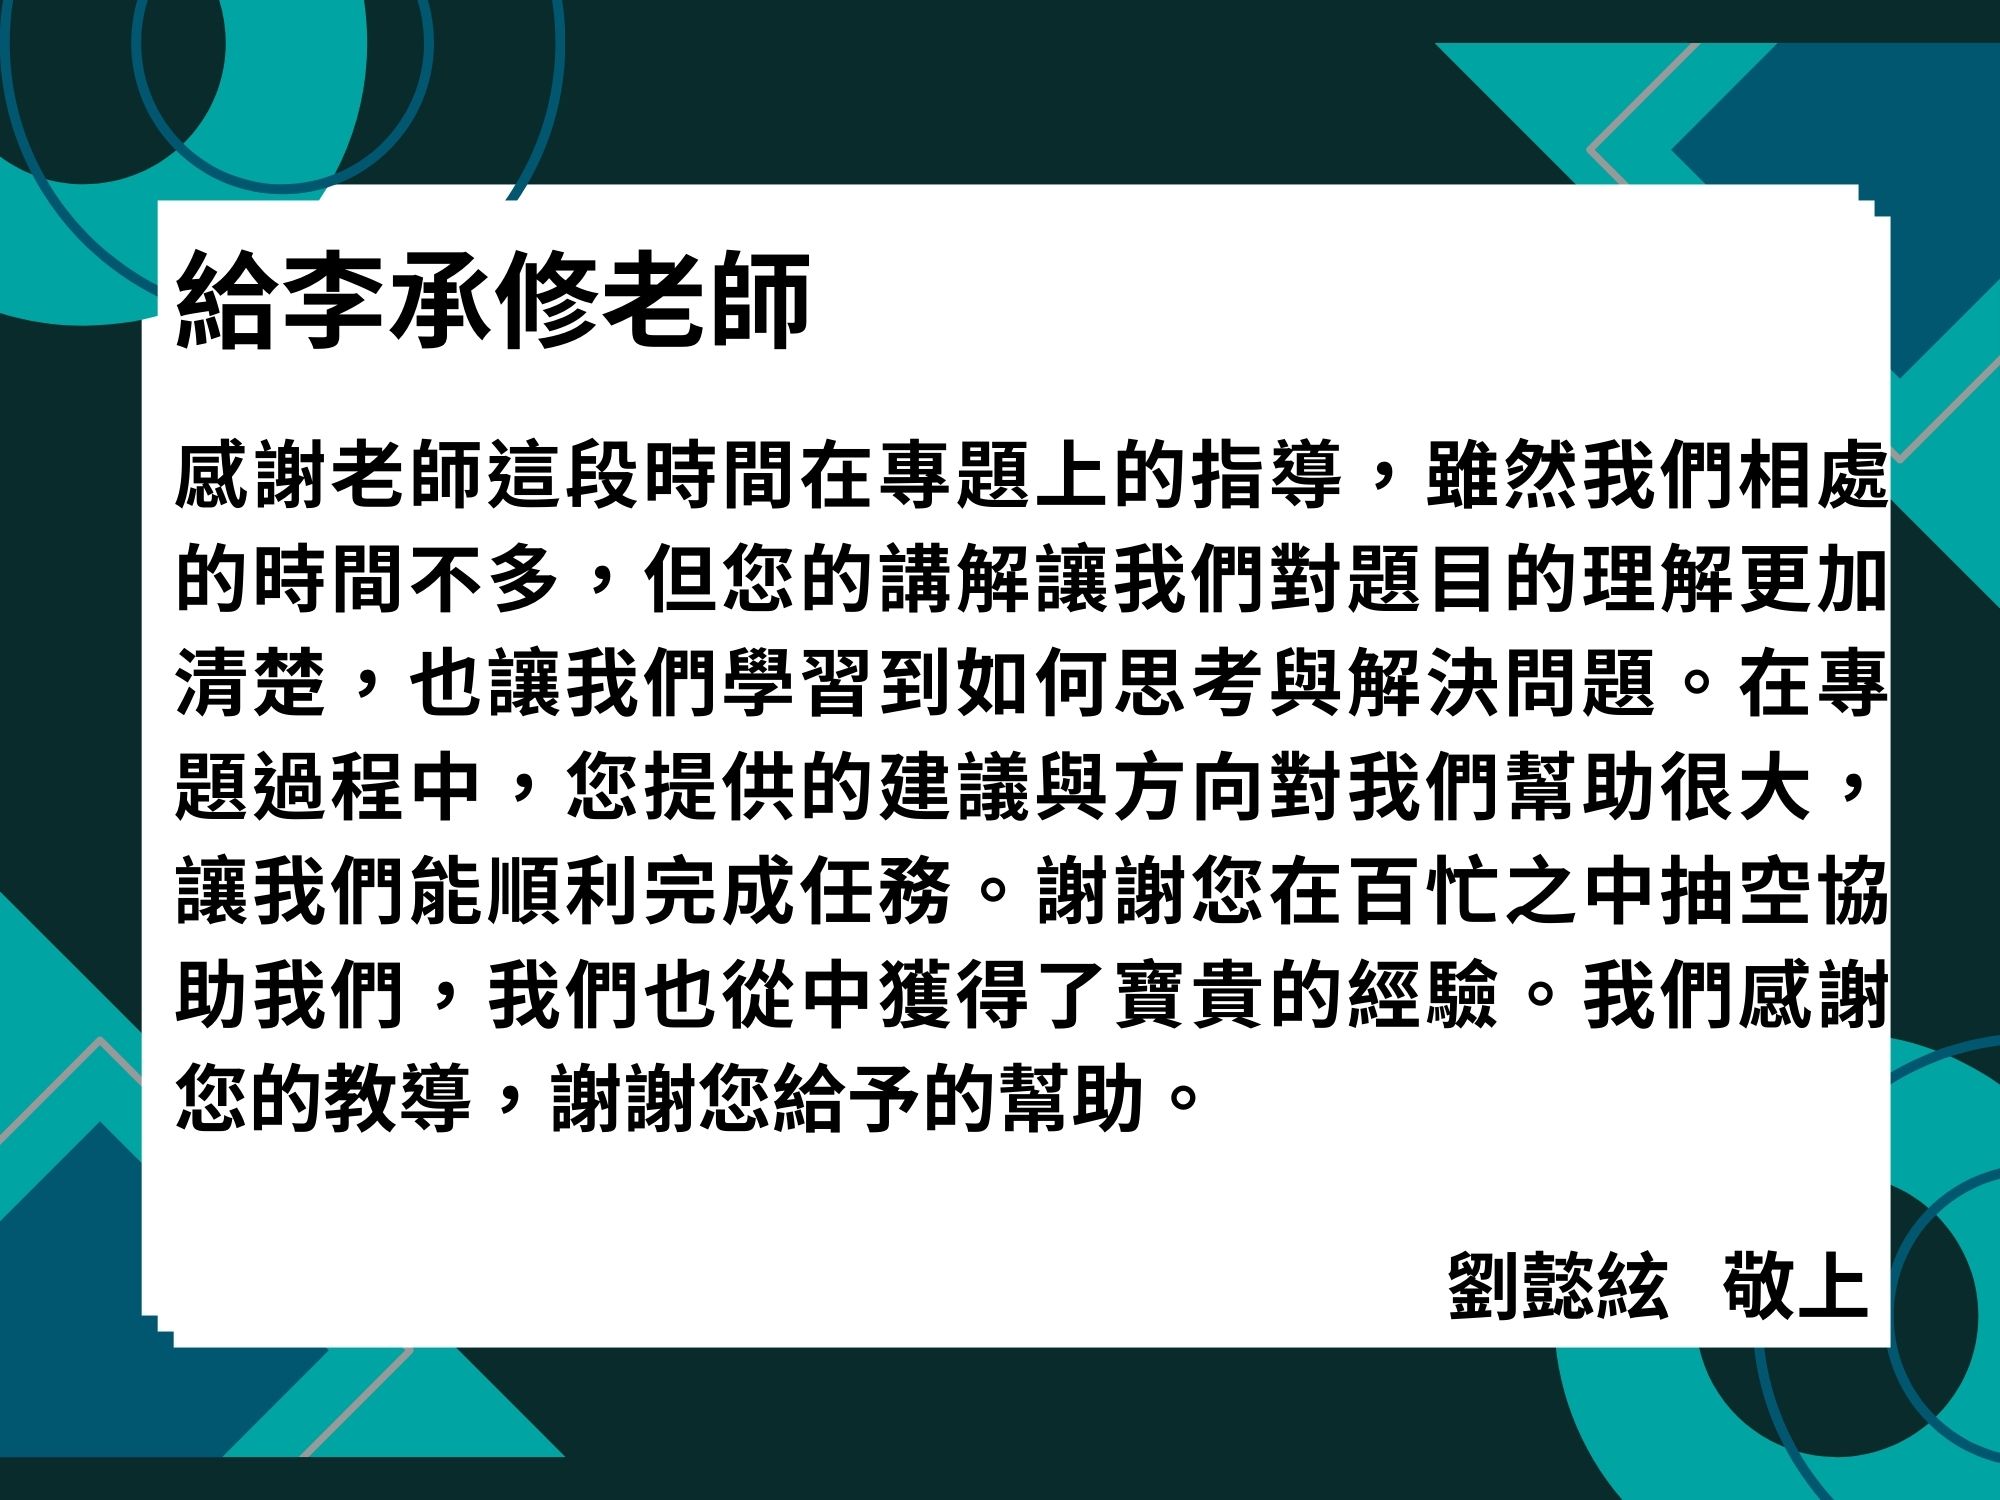 給李承修老師
感謝老師這段時間在專題上的指導，雖然我們相處
的時間不多，但您的講解讓我們對題目的理解更加
清楚，也讓我們學習到如何思考與解決問題。在專
題過程中，您提供的建議與方向對我們幫助很大，
讓我們能順利完成任務。謝謝您在百忙之中抽空協
助我們，我們也從中獲得了寶貴的經驗。我們感謝
您的教導，謝謝您給予的幫助。
劉懿絃 敬上